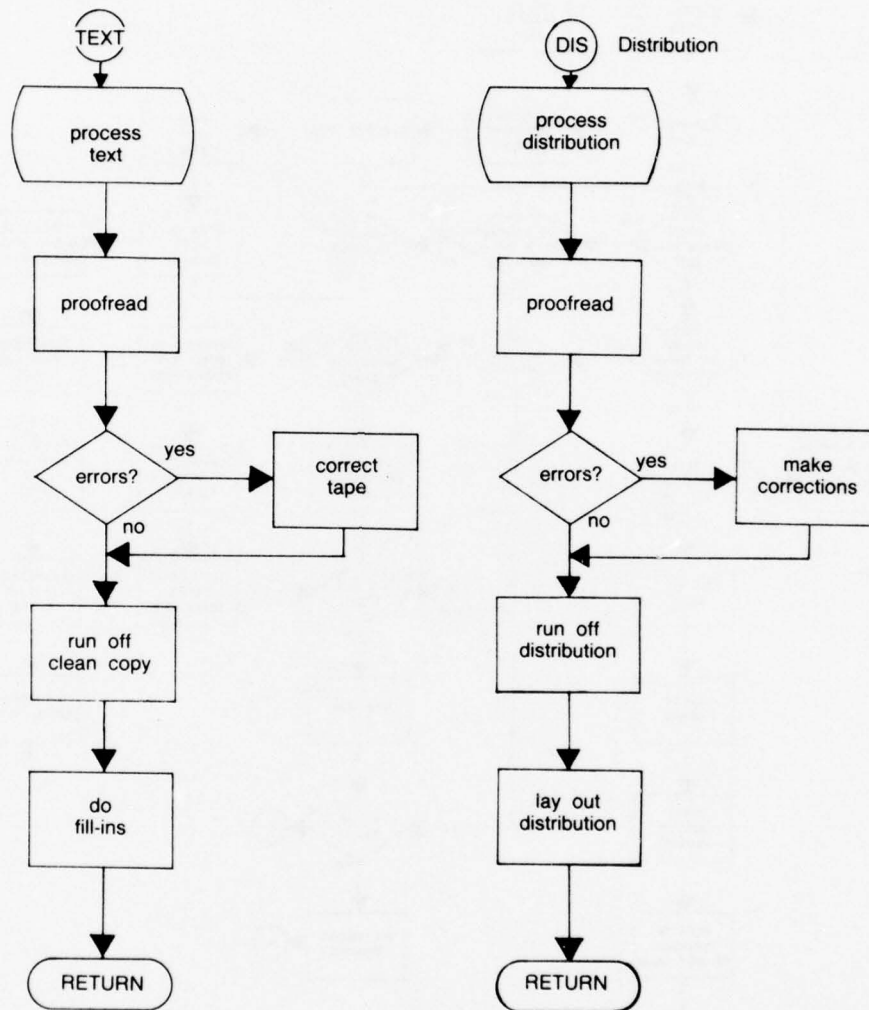 TEXT
process
text
proofread
errors?
yes
correct
tape
no
run off
clean copy
do
fill-ins
RETURN
DIS
Distribution
process
distribution
proofread
errors?
yes
make
corrections
no
run off
distribution
lay out
distribution
RETURN